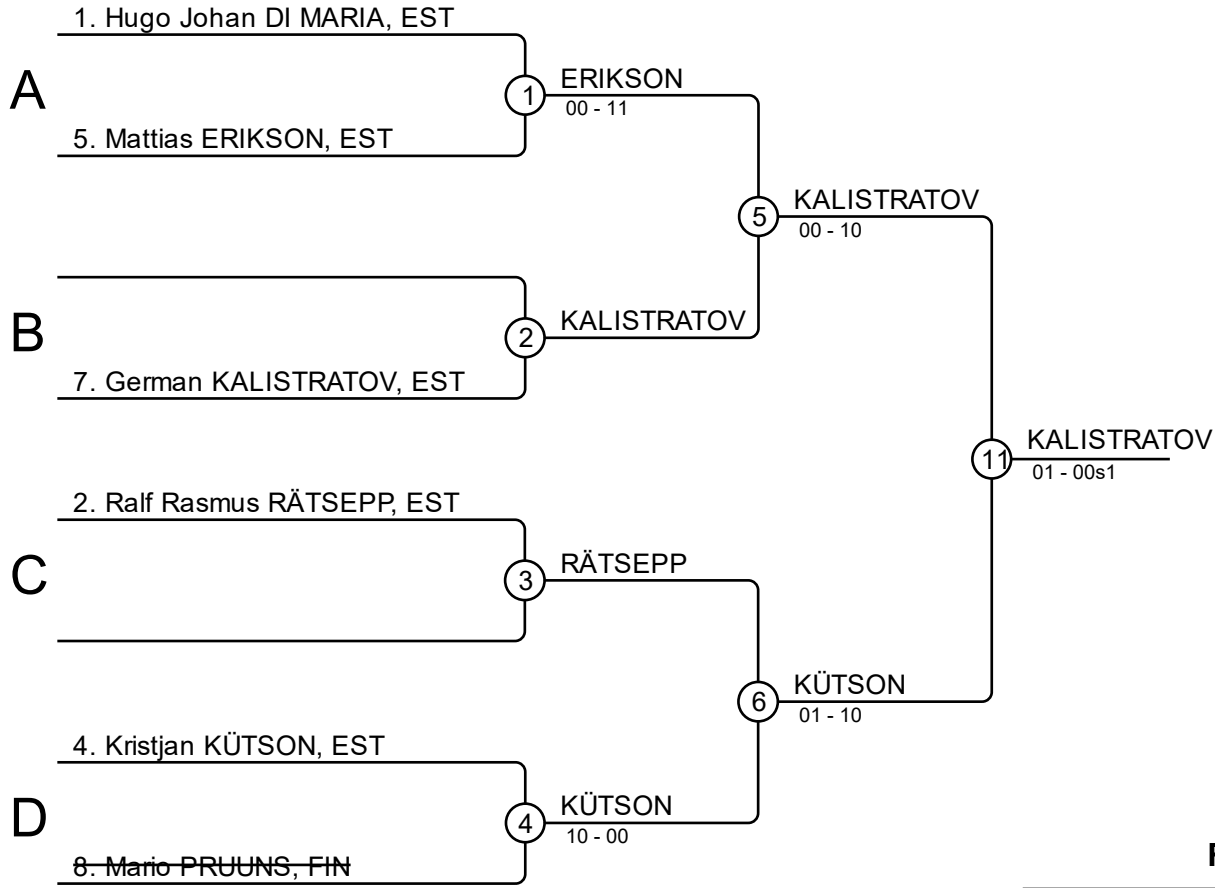 1. Hugo Johan DI MARIA, EST
A
1
ERIKSON
00 - 11
5. Mattias ERIKSON, EST
5
KALISTRATOV
00 - 10
B
2
KALISTRATOV
7. German KALISTRATOV, EST
11
KALISTRATOV
01 - 00s1
2. Ralf Rasmus RÄTSEPP, EST
C
3
RÄTSEPP
6
KÜTSON
01 - 10
4. Kristjan KÜTSON, EST
D
4
KÜTSON
10 - 00
8. Mario PRUUNS, FIN